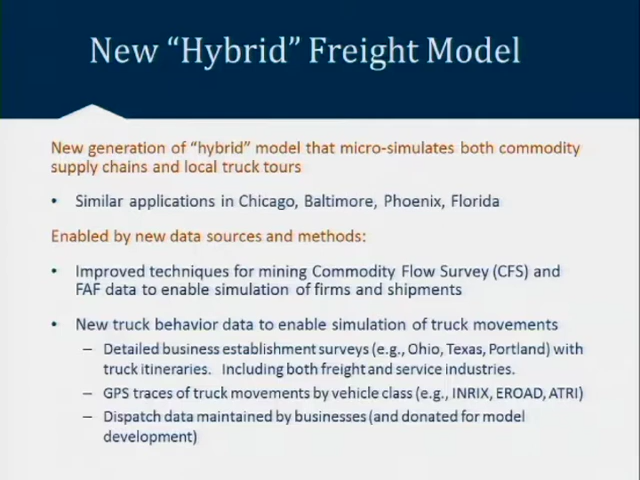 New “Hybrid” Freight Model
New generation of “hybrid” model that micro-simulates both commodity
supply chains and local truck tours
• Similar applications in Chicago, Baltimore, Phoenix, Florida
Enabled by new data sources and methods:
• Improved techniques for mining Commodity Flow Survey (CFS) and
FAF data to enable simulation of firms and shipments
• New truck behavior data to enable simulation of truck movements
– Detailed business establishment surveys (e.g., Ohio, Texas, Portland) with
truck itineraries. Including both freight and service industries.
– GPS traces of truck movements by vehicle class (e.g., INRIX, EROAD, ATRI)
– Dispatch data maintained by businesses (and donated for model
development)